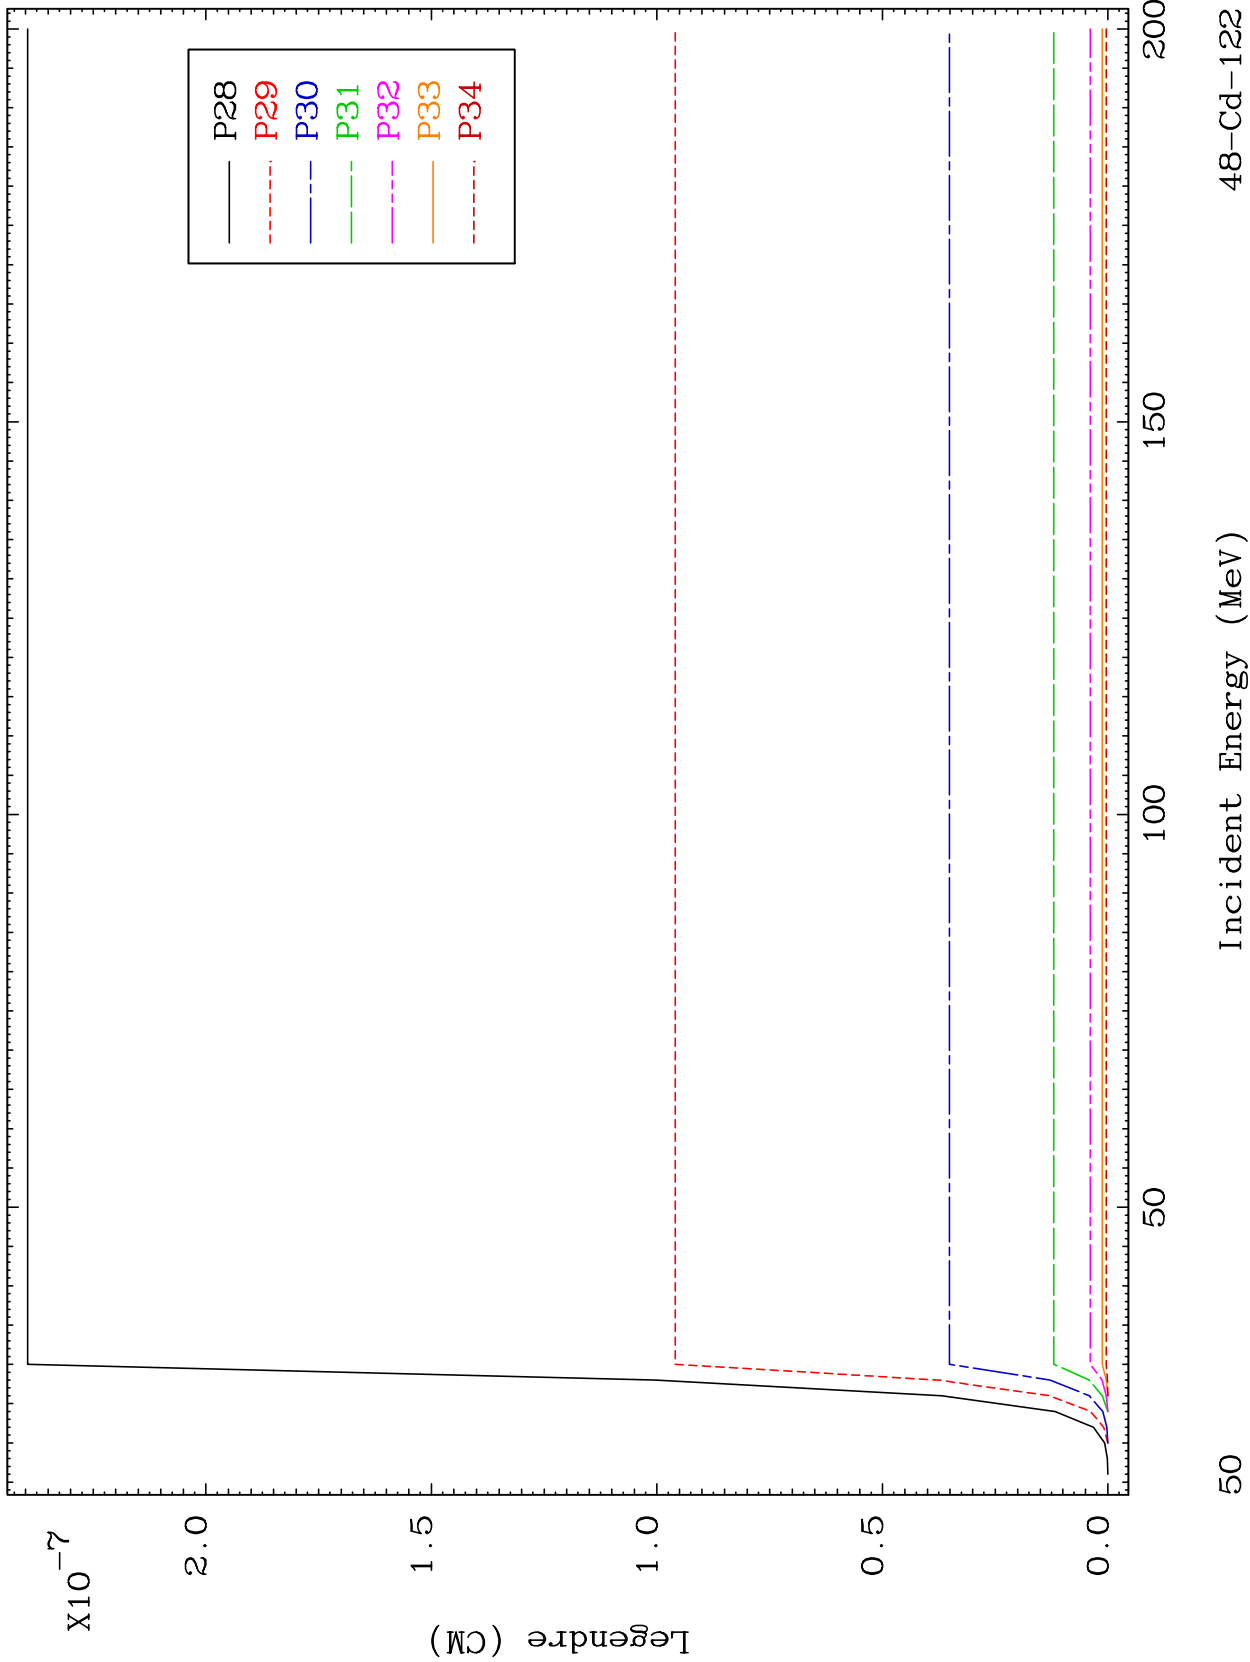 X10-7
Legendre (CM)
2.0
1.5
1.0
0.5
0.0
P28
P29
P30
P31
P32
P33
P34
50
100
150
200
Incident Energy (MeV)
50
48-Cd-122